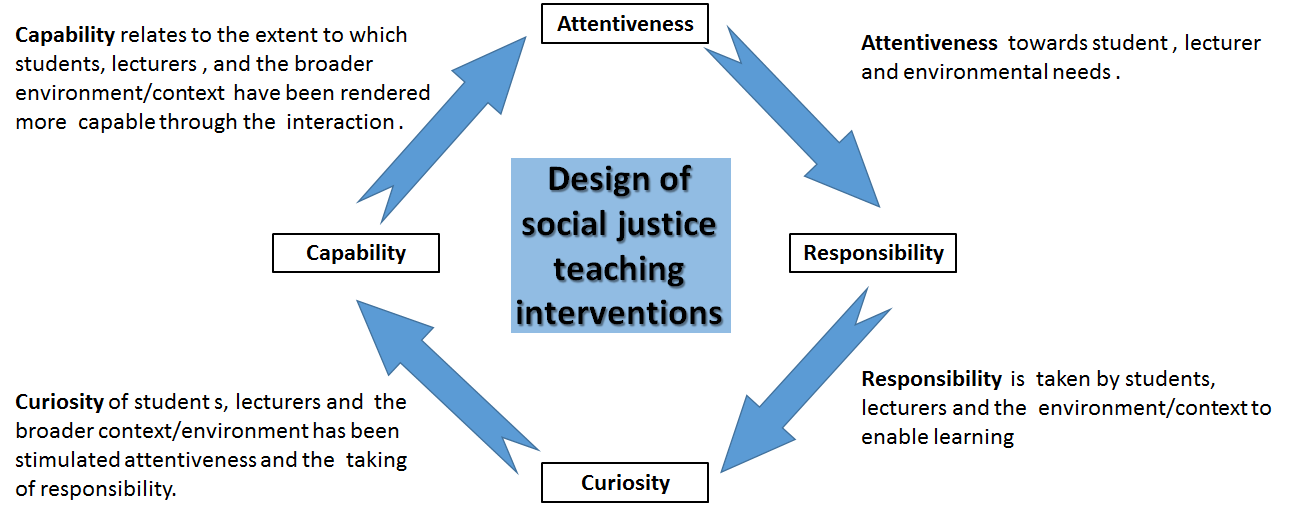 Attentiveness
Capability relates to the extent to which
students, lecturers , and the broader
environment/context have been rendered
more capable through the interaction .
Attentiveness towards student , lecturer
and environmental needs .
Design of
social justice
teaching
interventions
Capability
Responsibility
Curiosity of student s, lecturers and the
broader context/environment has been
stimulated attentiveness and the taking
of responsibility.
Responsibility is taken by students,
lecturers and the environment/context to
enable learning
Curiosity